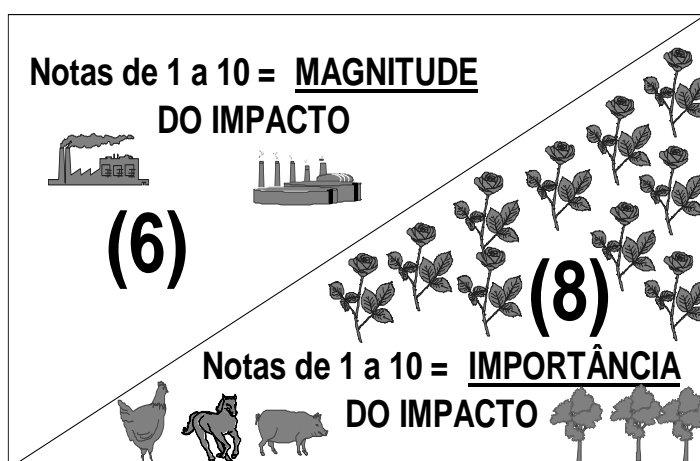 Notas de 1 a 10 = MAGNITUDE
DO IMPACTO
(6)
(8)
Notas de 1 a 10 = IMPORTÂNCIA
DO IMPACTO